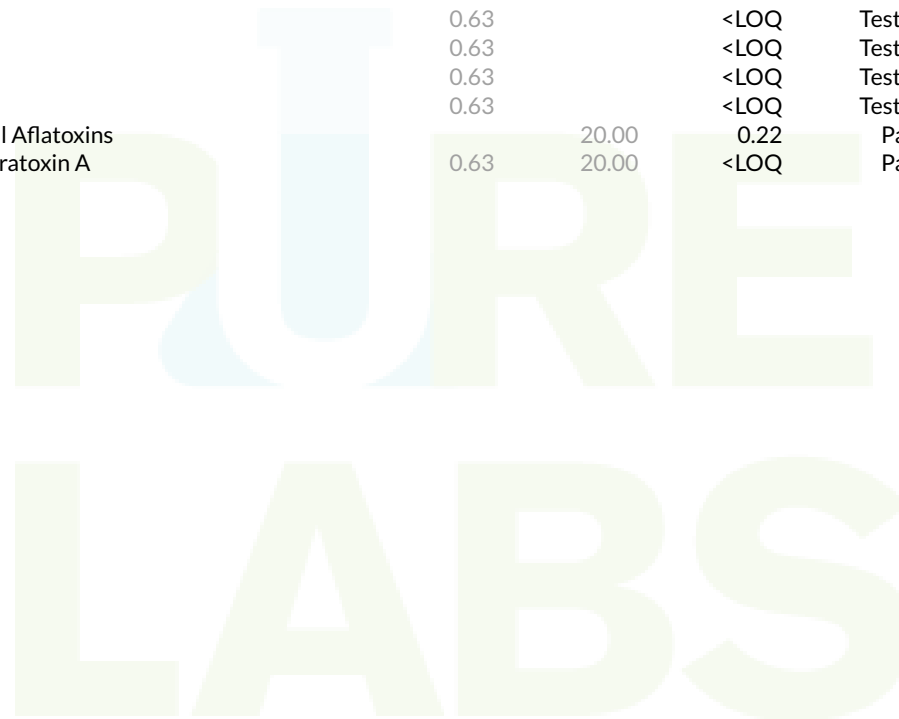 0.63 <LOQ Test
0.63 <LOQ Test
0.63 <LOQ Test
0.63 <LOQ Test
l Aflatoxins 20.00 0.22 Pa
ratoxin A 0.63 20.00 <LOQ Pa
PURE
LABS